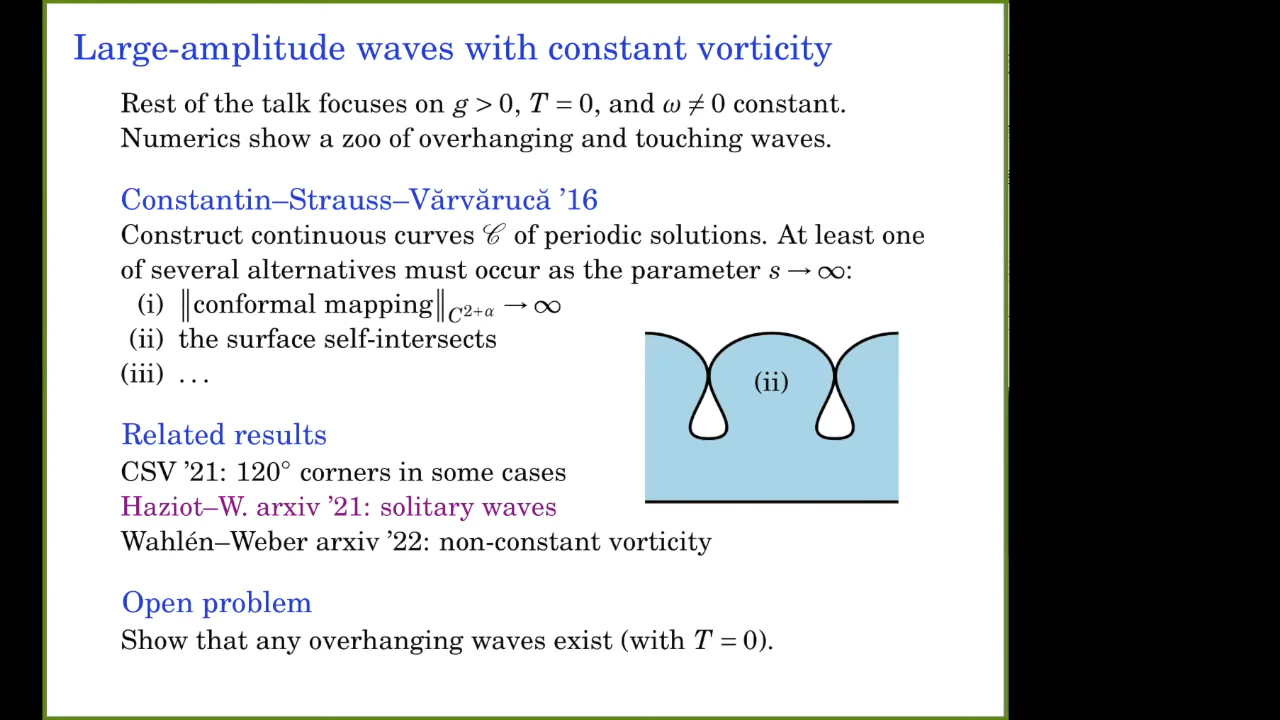 Large-amplitude waves with constant vorticity
Rest of the talk focuses on g > 0, T = 0, and ω ≠ 0 constant.
Numerics show a zoo of overhanging and touching waves.
Constantin–Strauss–Vărvărucă ’16
Construct continuous curves 𝒞 of periodic solutions. At least one
of several alternatives must occur as the parameter s → ∞:
(i) ‖conformal mapping‖_{C^{2+α}} → ∞
(ii) the surface self-intersects
(iii) ...
(ii)
Related results
CSV ’21: 120° corners in some cases
Haziot–W. arxiv ’21: solitary waves
Wahlén–Weber arxiv ’22: non-constant vorticity
Open problem
Show that any overhanging waves exist (with T = 0).